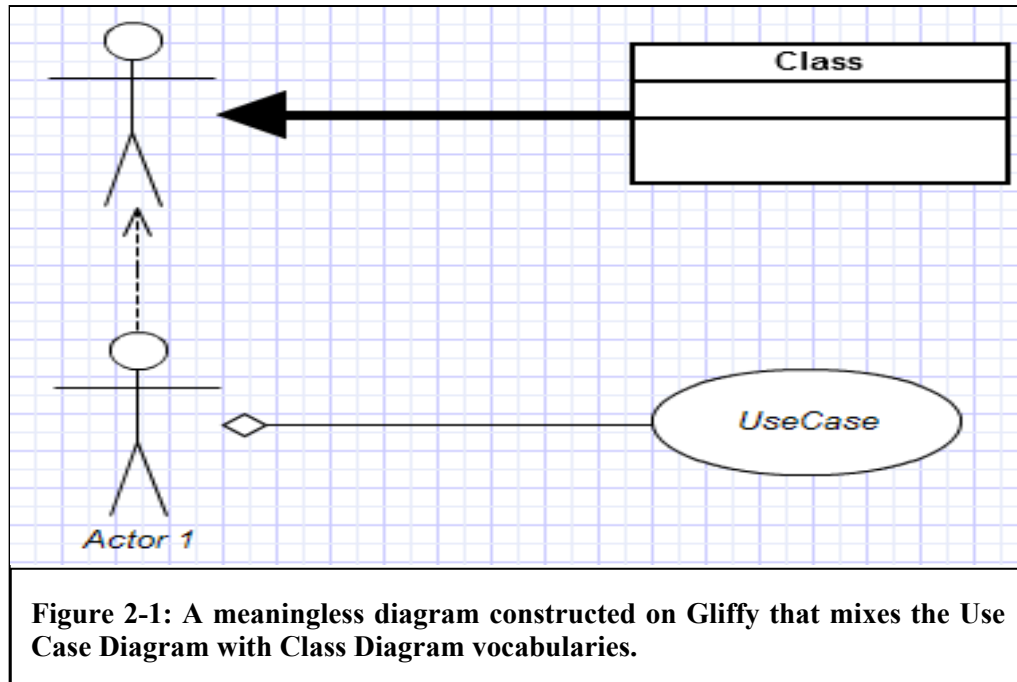 Class
UseCase
Actor 1
Figure 2-1: A meaningless diagram constructed on Gliffy that mixes the Use
Case Diagram with Class Diagram vocabularies.